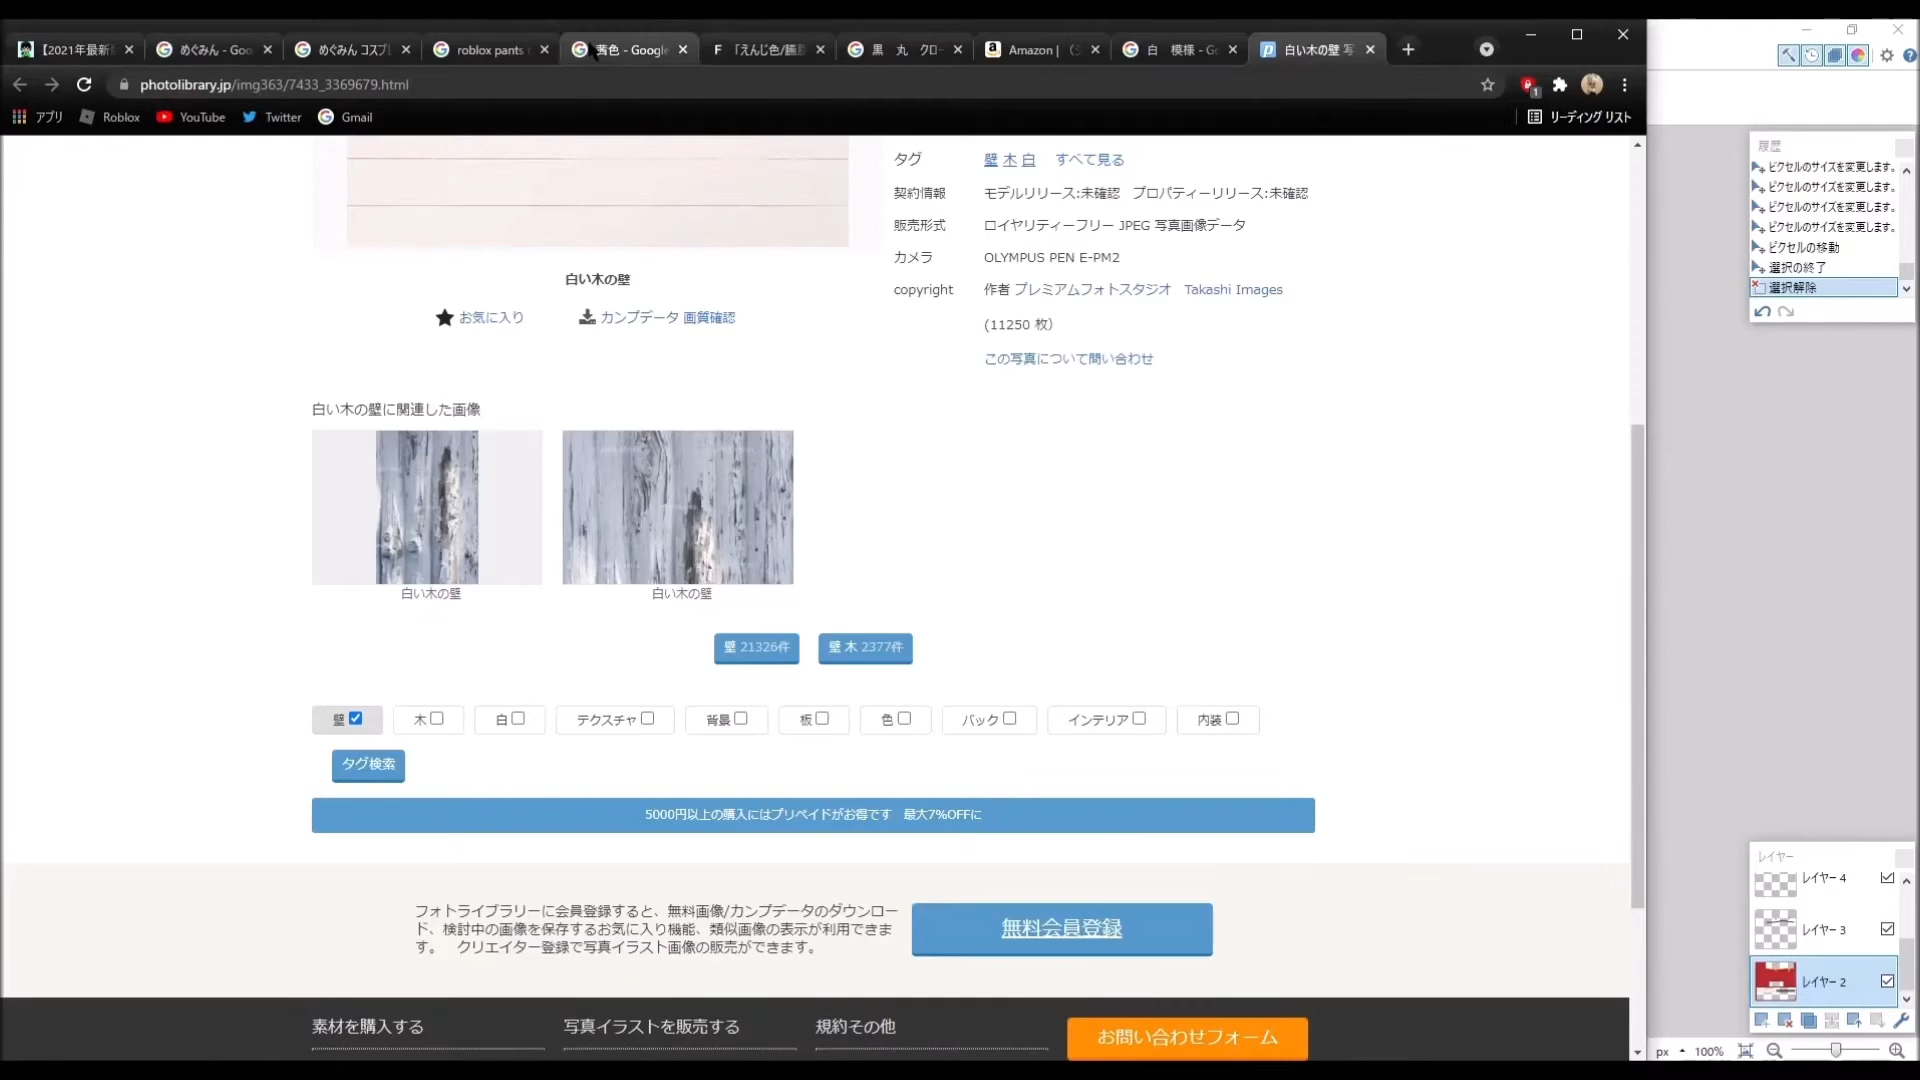 【2021年最新
めぐみん - Goo
めぐみん コスプ
roblox pants
茜色 - Google
「えんじ色/臙脂
黒　丸　クロー
Amazon |
白　模様 - Go
白い木の壁 写
photolibrary.jp/img363/7433_3369679.html
アプリ
Roblox
YouTube
Twitter
Gmail
リーディング リスト
タグ
壁 木 白　すべて見る
契約情報
モデルリリース:未確認　プロパティーリリース:未確認
販売形式
ロイヤリティーフリー JPEG 写真画像データ
カメラ
OLYMPUS PEN E-PM2
copyright
作者 プレミアムフォトスタジオ　Takashi Images
(11250 枚)
この写真について問い合わせ
白い木の壁
お気に入り
カンプデータ 画質確認
白い木の壁に関連した画像
白い木の壁
白い木の壁
壁 21326件
壁 木 2377件
壁
木
白
テクスチャ
背景
板
色
バック
インテリア
内装
タグ検索
5000円以上の購入にはプリペイドがお得です　最大7%OFFに
フォトライブラリーに会員登録すると、無料画像/カンプデータのダウンロー
ド、検討中の画像を保存するお気に入り機能、類似画像の表示が利用できま
す。　クリエイター登録で写真イラスト画像の販売ができます。
無料会員登録
素材を購入する
写真イラストを販売する
規約その他
お問い合わせフォーム
履歴
ピクセルのサイズを変更します。
ピクセルのサイズを変更します。
ピクセルのサイズを変更します。
ピクセルのサイズを変更します。
ピクセルの移動
選択の終了
選択解除
レイヤー
レイヤー 4
レイヤー 3
レイヤー 2
px
100%